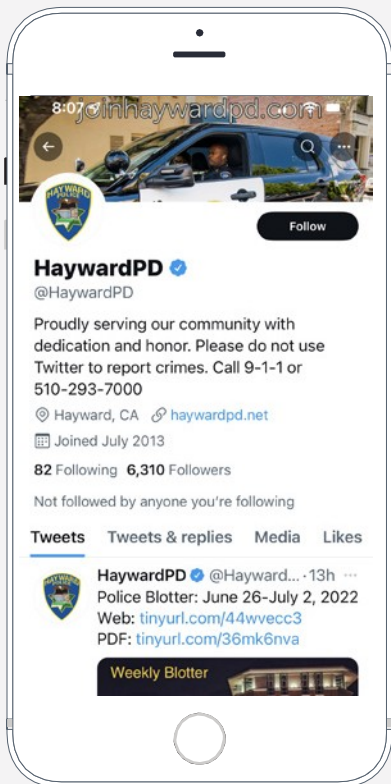 8:07
joinhaywardpd.com
HAYWARD
POLICE
Follow
HaywardPD
@HaywardPD
Proudly serving our community with
dedication and honor. Please do not use
Twitter to report crimes. Call 9-1-1 or
510-293-7000
Hayward, CA haywardpd.net
Joined July 2013
82 Following 6,310 Followers
Not followed by anyone you're following
Tweets Tweets & replies Media Likes
HaywardPD @Hayward... · 13h ...
Police Blotter: June 26-July 2, 2022
Web: tinyurl.com/44wvecc3
PDF: tinyurl.com/36mk6nva
Weekly Blotter